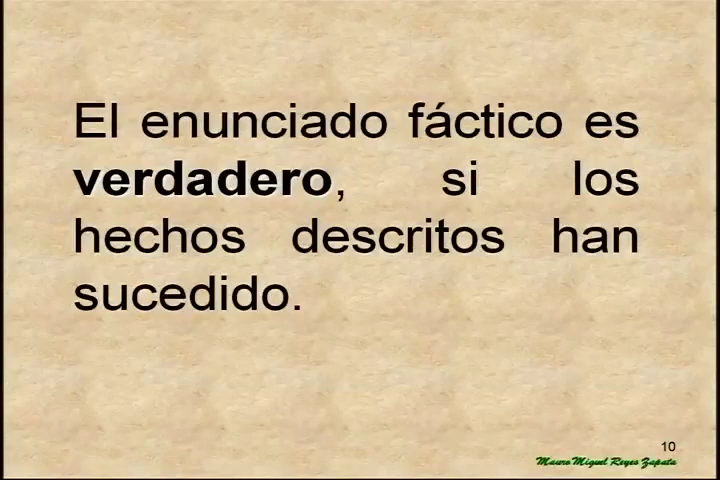 El enunciado fáctico es
verdadero, si los
hechos descritos han
sucedido.
10
Mauro Miguel Reyes Zapata